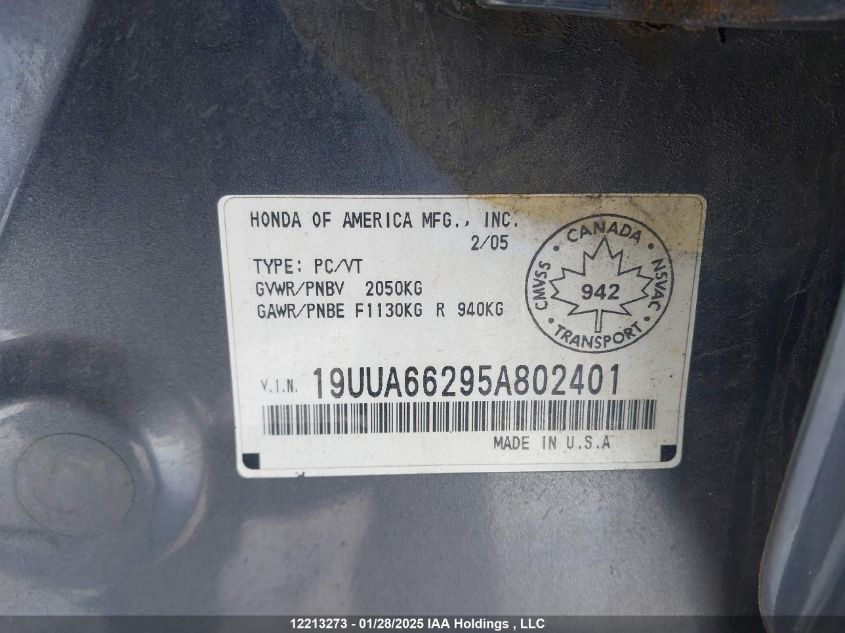 HONDA OF AMERICA MFG., INC.
2/05
TYPE: PC/VT
GVWR/PNBV 2050KG
GAWR/PNBE F1130KG R 940KG
V.I.N. 19UUA66295A802401
MADE IN U.S.A
CANADA
CMVSS
942
NSVAC
TRANSPORT
12213273 - 01/28/2025 IAA Holdings , LLC